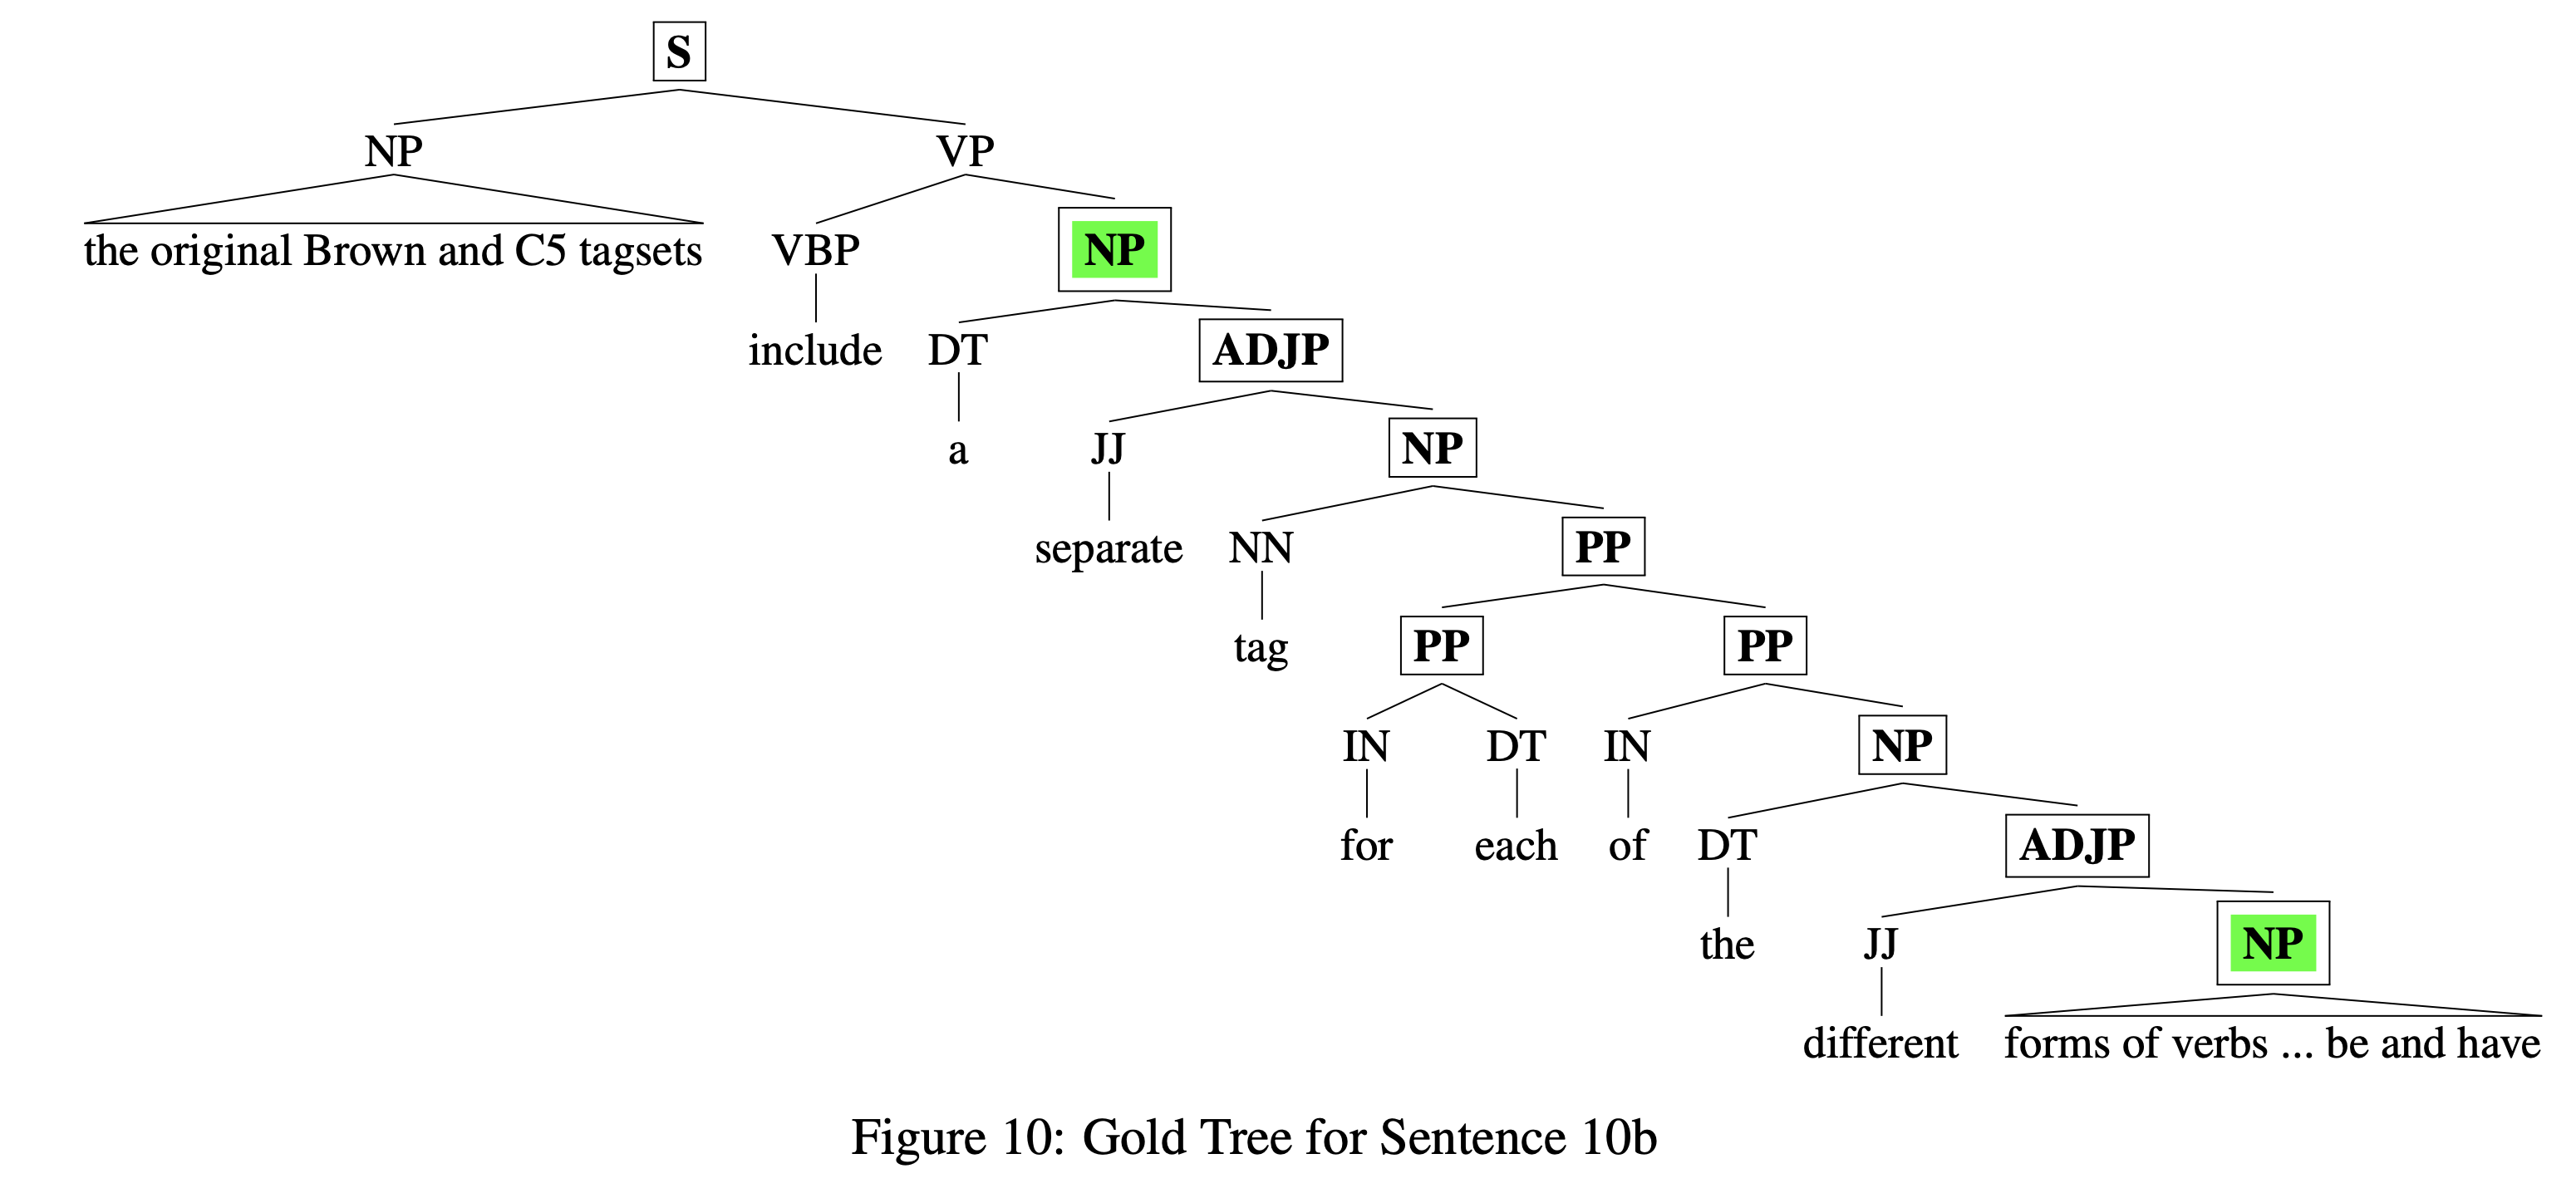 S
NP VP
the original Brown and C5 tagsets VBP NP
include DT ADJP
a JJ NP
separate NN PP
tag PP PP
IN DT IN NP
for each of DT ADJP
the JJ NP
different forms of verbs ... be and have
Figure 10: Gold Tree for Sentence 10b